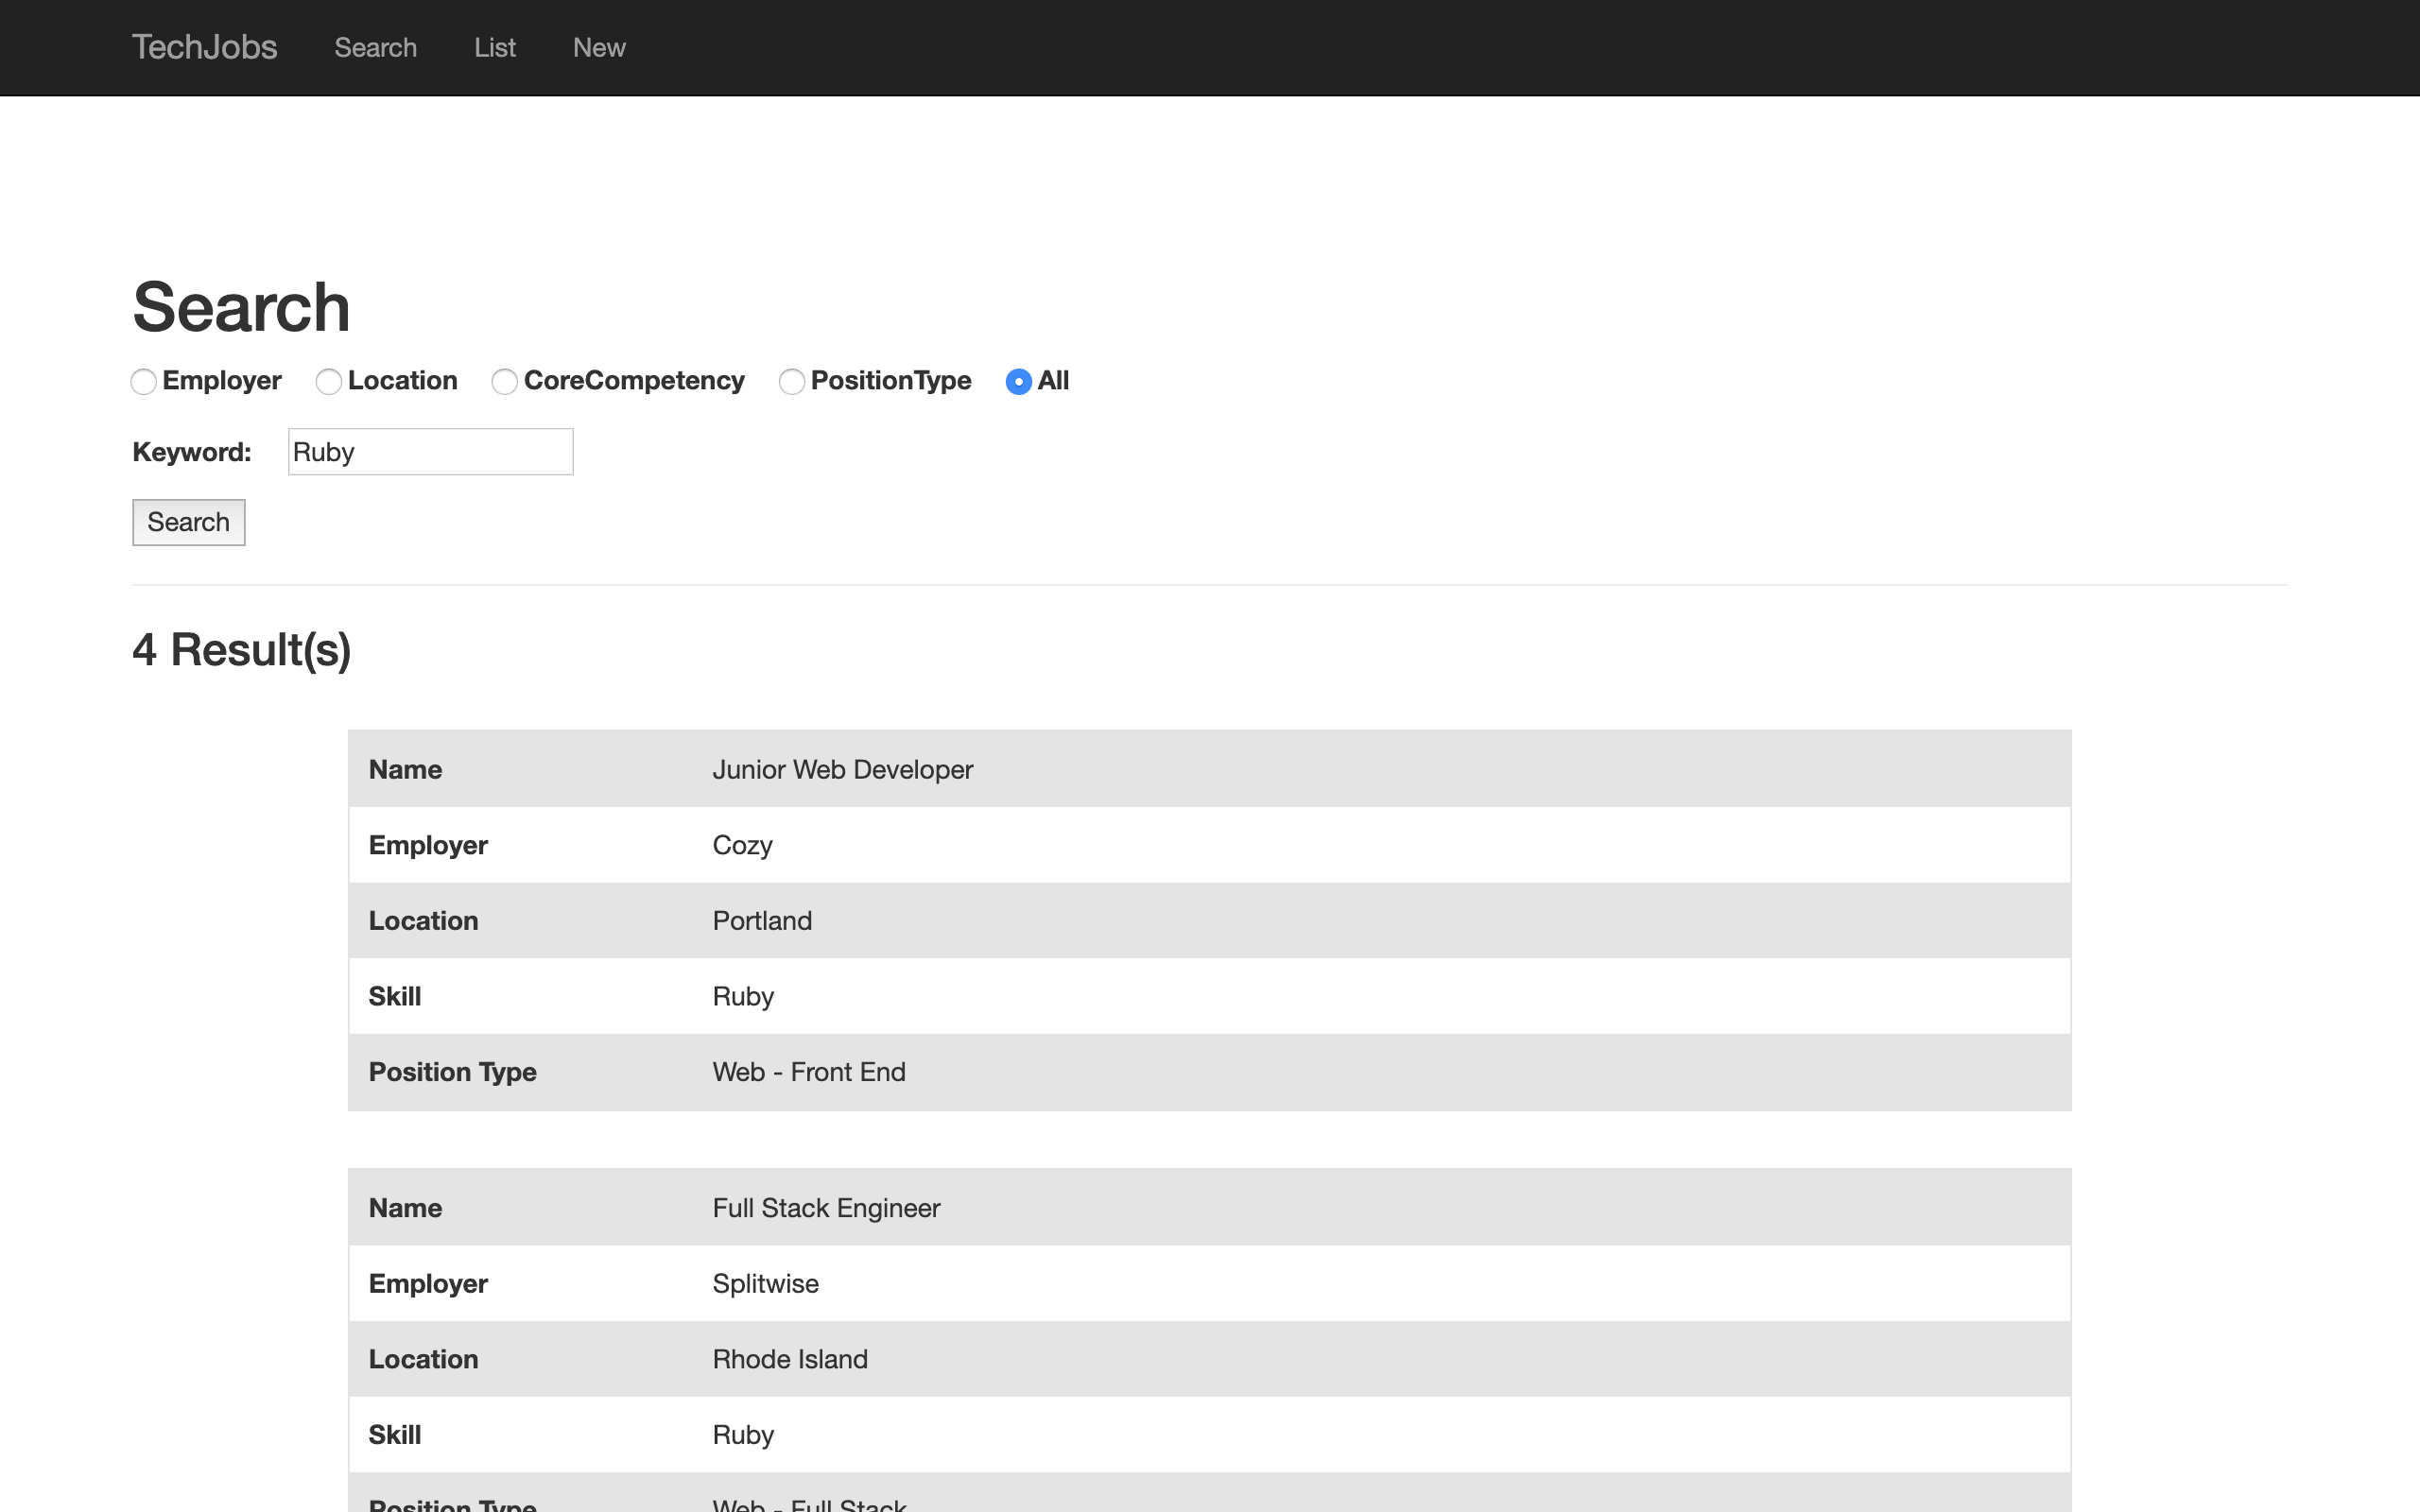 TechJobs Search List New
Search
Employer Location CoreCompetency PositionType All
Keyword: Ruby
Search
4 Result(s)
Name Junior Web Developer
Employer Cozy
Location Portland
Skill Ruby
Position Type Web - Front End
Name Full Stack Engineer
Employer Splitwise
Location Rhode Island
Skill Ruby
Position Type Web - Full Stack